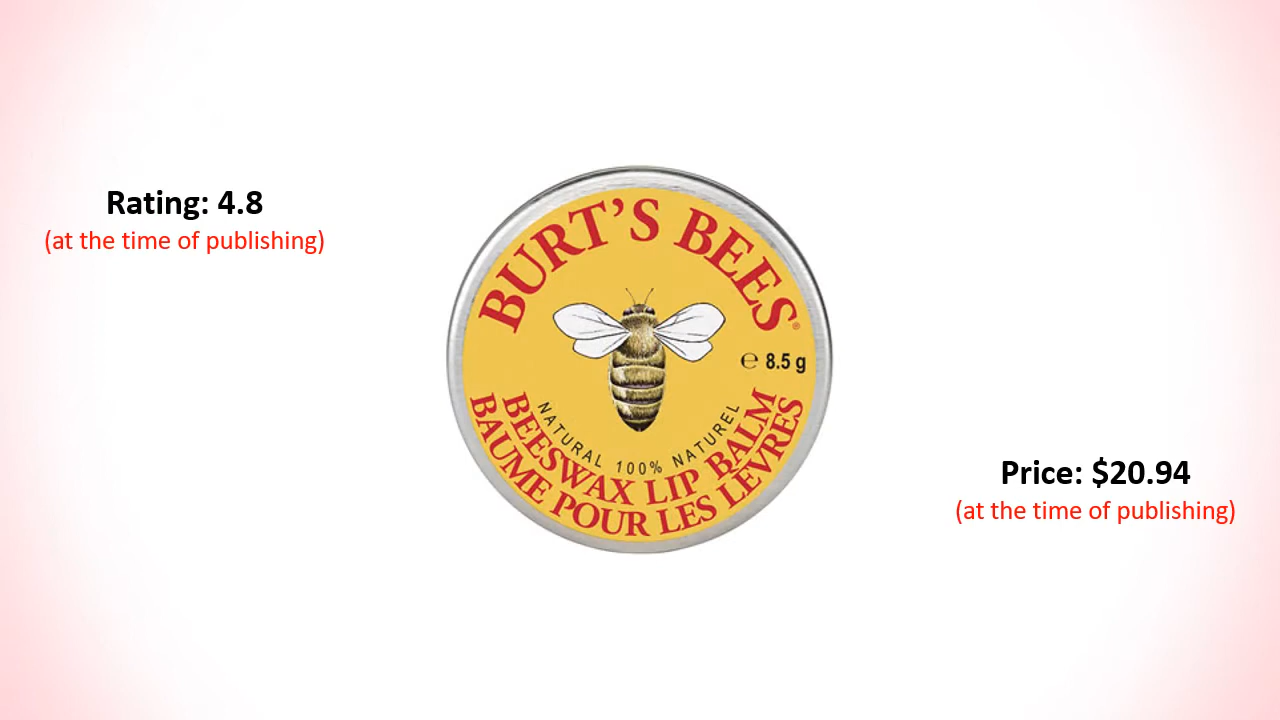 Rating: 4.8
(at the time of publishing)
BURT'S BEES®
℮ 8.5 g
NATURAL 100% NATUREL
BEESWAX LIP BALM
BAUME POUR LES LÈVRES
Price: $20.94
(at the time of publishing)